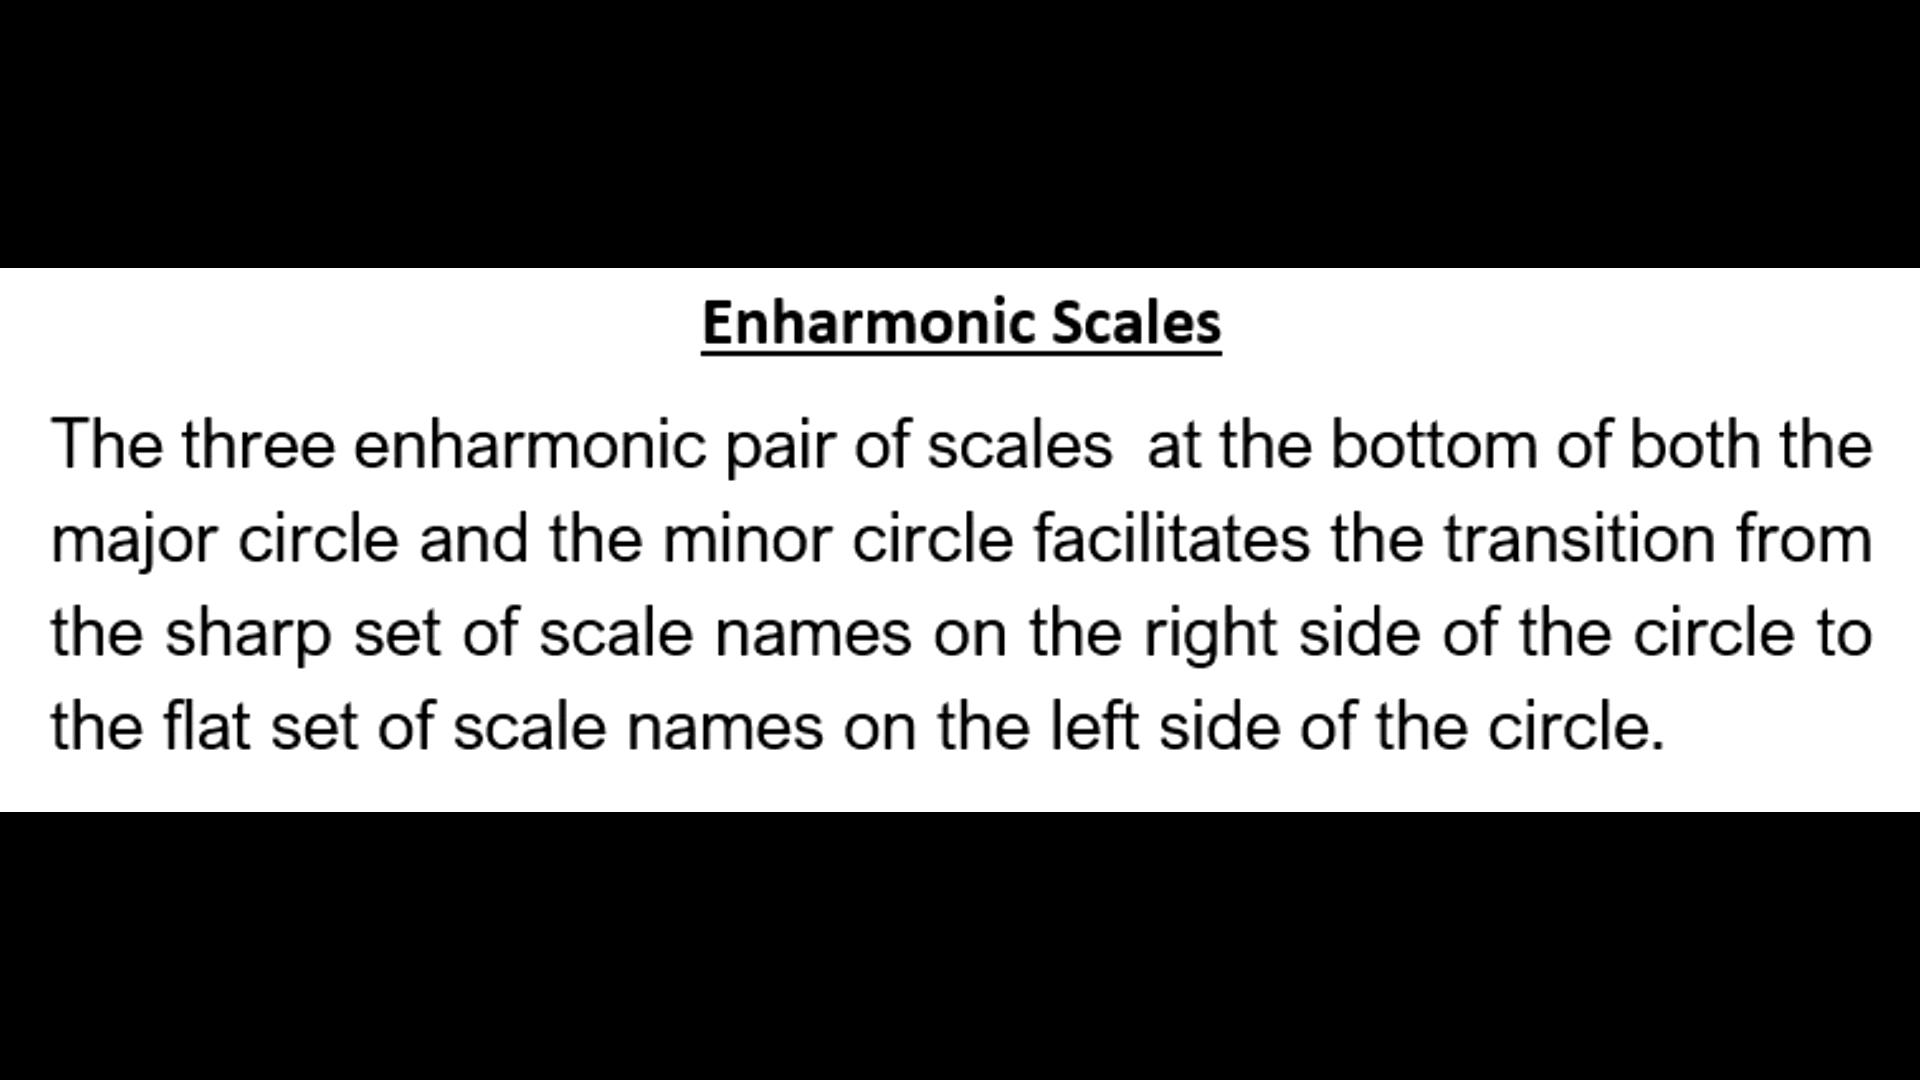 Enharmonic Scales
The three enharmonic pair of scales at the bottom of both the
major circle and the minor circle facilitates the transition from
the sharp set of scale names on the right side of the circle to
the flat set of scale names on the left side of the circle.